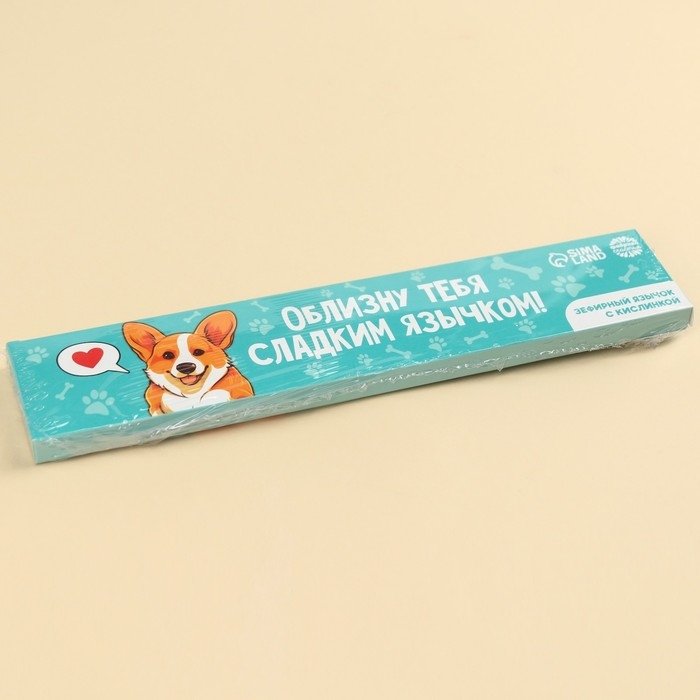 ОБЛИЗНУ ТЕБЯ
СЛАДКИМ ЯЗЫЧКОМ!
SIMA
LAND
ЗЕФИРНЫЙ ЯЗЫЧОК
С КИСЛИНКОЙ